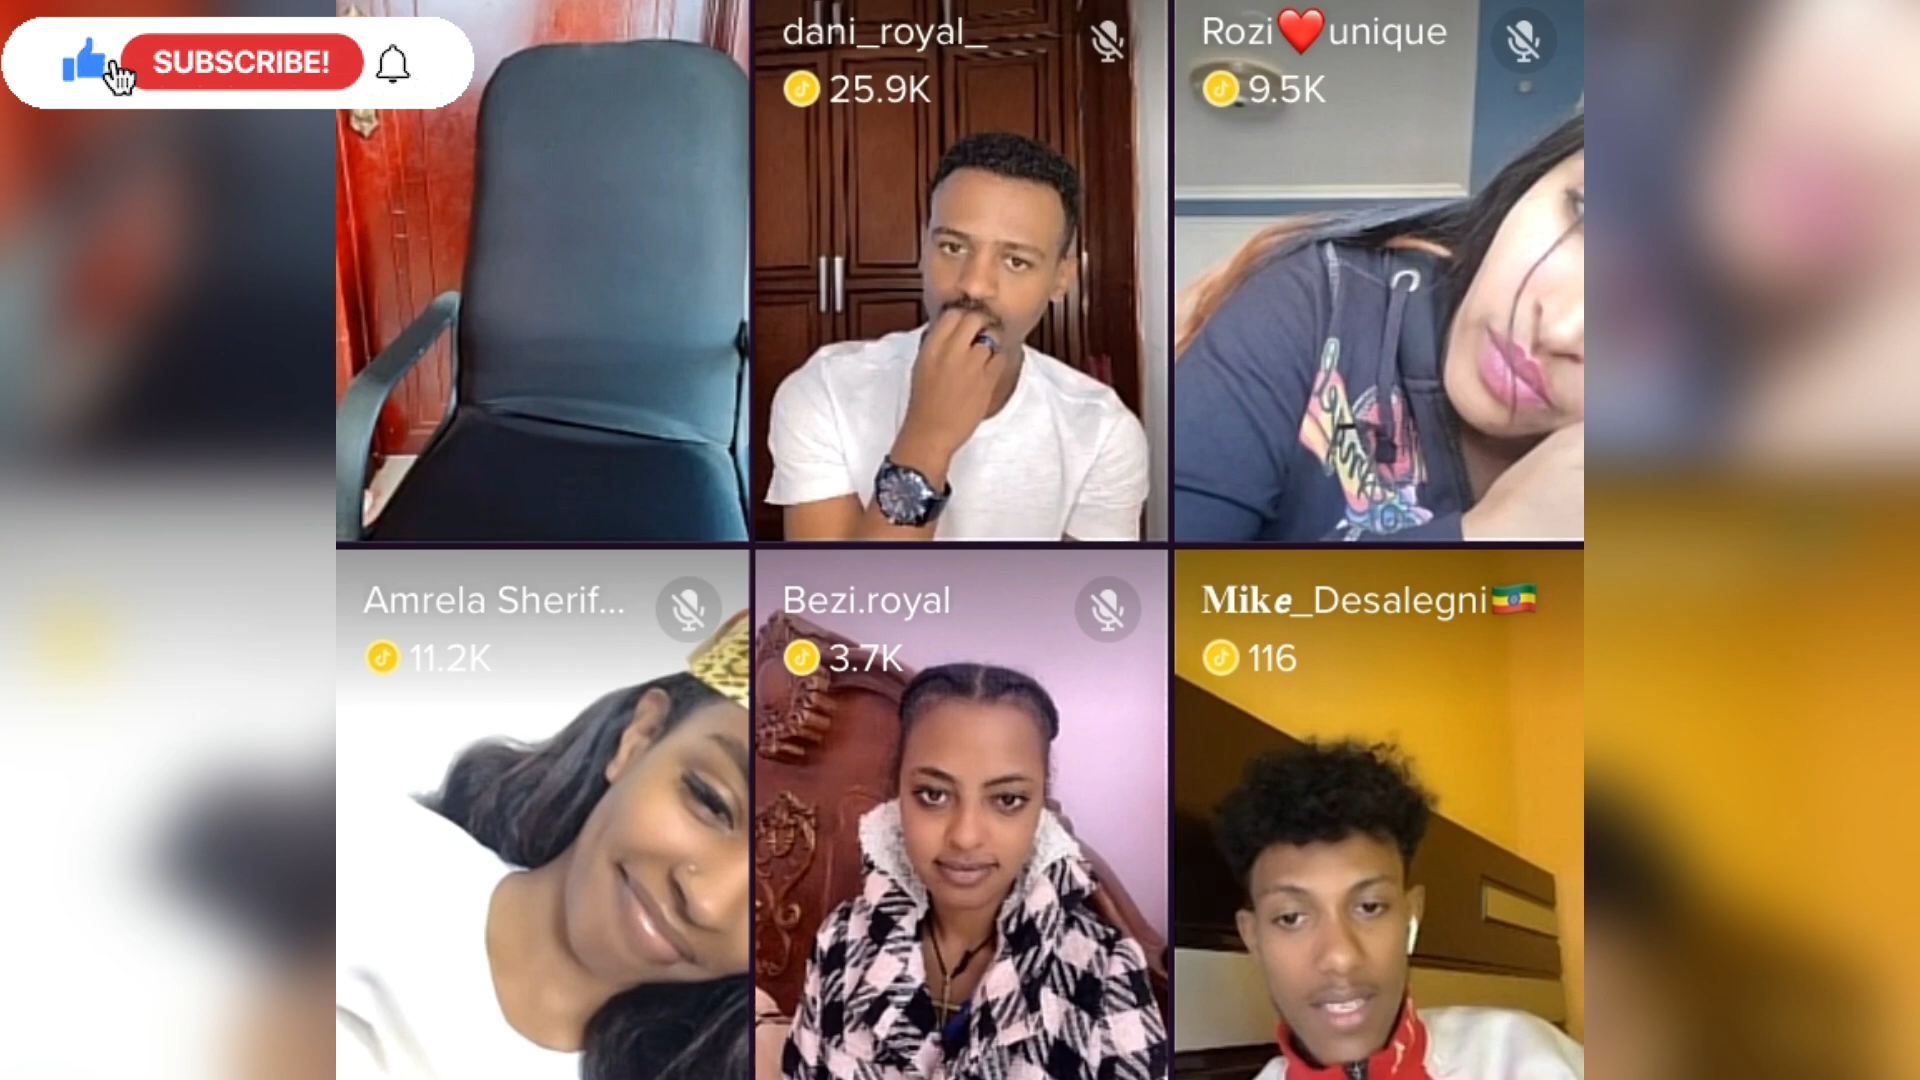 SUBSCRIBE!
dani_royal_
25.9K
Rozi❤️unique
9.5K
Amrela Sherif...
11.2K
Bezi.royal
3.7K
Mike_Desalegni🇪🇹
116